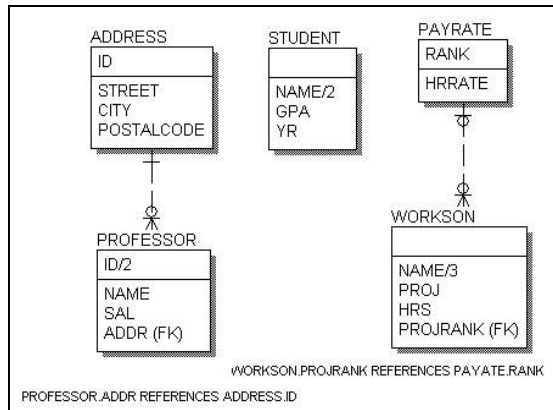 ADDRESS
ID
STREET
CITY
POSTALCODE
STUDENT
NAME/2
GPA
YR
PAYRATE
RANK
HRRATE
PROFESSOR
ID/2
NAME
SAL
ADDR (FK)
WORKSON
NAME/3
PROJ
HRS
PROJRANK (FK)
WORKSON.PROJRANK REFERENCES PAYATE.RANK
PROFESSOR.ADDR REFERENCES ADDRESS.ID